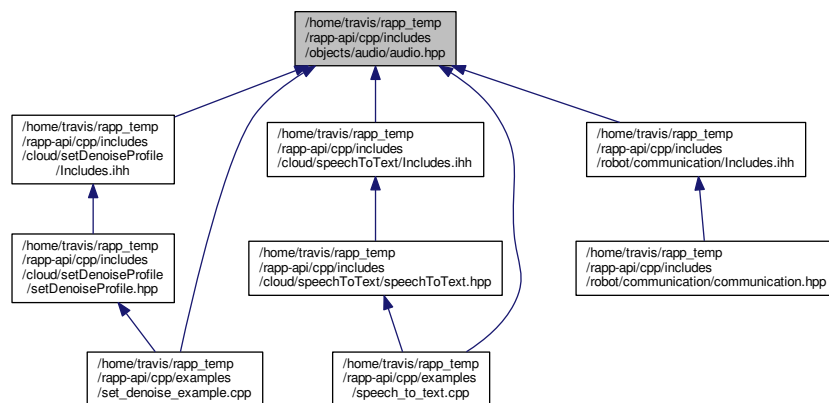 /home/travis/rapp_temp
/rapp-api/cpp/includes
/objects/audio/audio.hpp
/home/travis/rapp_temp
/rapp-api/cpp/includes
/cloud/setDenoiseProfile
/Includes.ihh
/home/travis/rapp_temp
/rapp-api/cpp/includes
/cloud/speechToText/Includes.ihh
/home/travis/rapp_temp
/rapp-api/cpp/includes
/robot/communication/Includes.ihh
/home/travis/rapp_temp
/rapp-api/cpp/includes
/cloud/setDenoiseProfile
/setDenoiseProfile.hpp
/home/travis/rapp_temp
/rapp-api/cpp/includes
/cloud/speechToText/speechToText.hpp
/home/travis/rapp_temp
/rapp-api/cpp/includes
/robot/communication/communication.hpp
/home/travis/rapp_temp
/rapp-api/cpp/examples
/set_denoise_example.cpp
/home/travis/rapp_temp
/rapp-api/cpp/examples
/speech_to_text.cpp